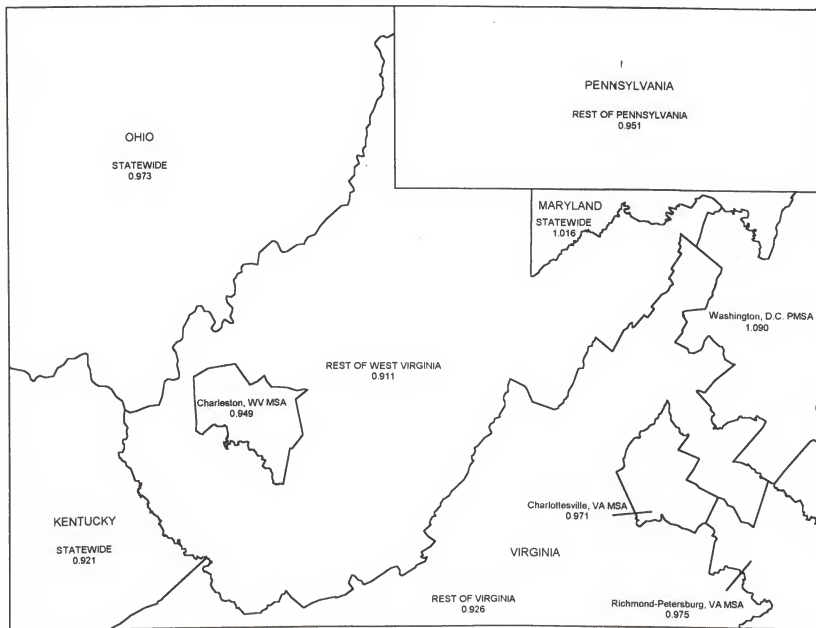 PENNSYLVANIA
REST OF PENNSYLVANIA
0.951
OHIO
STATEWIDE
0.973
MARYLAND
STATEWIDE
1.016
Washington, D.C. PMSA
1.090
REST OF WEST VIRGINIA
0.911
Charleston, WV MSA
0.949
Charlottesville, VA MSA
0.971
KENTUCKY
STATEWIDE
0.921
VIRGINIA
REST OF VIRGINIA
0.926
Richmond-Petersburg, VA MSA
0.975